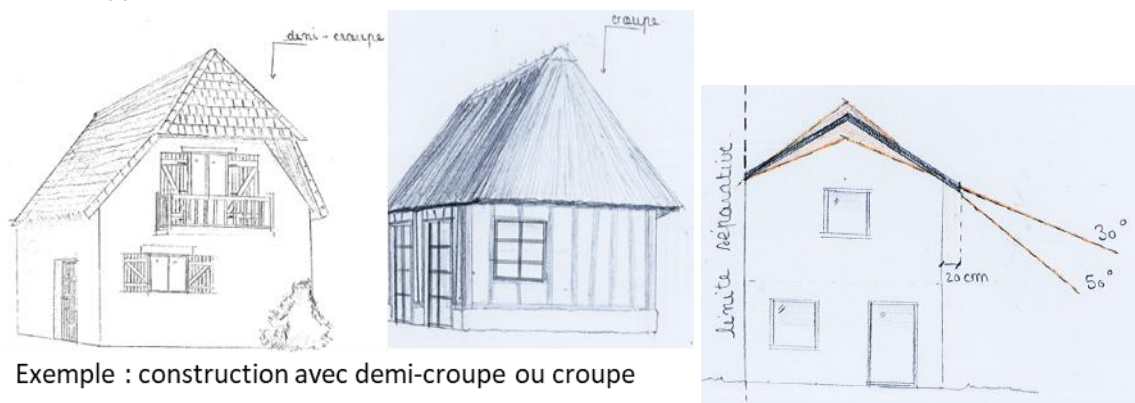 demi-croupe
croupe
limite séparative
30°
50°
20 cm
Exemple : construction avec demi-croupe ou croupe